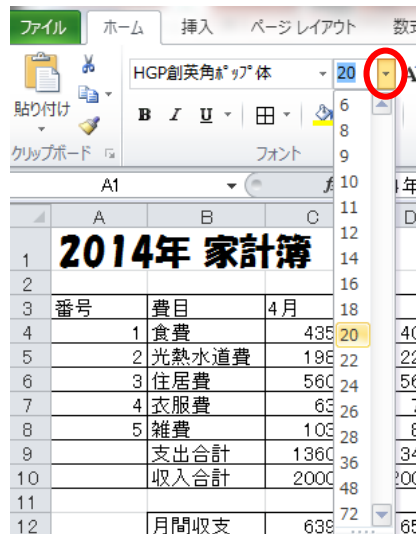 ファイル ホーム 挿入 ページ レイアウト 数式
HGP創英角ﾎﾟｯﾌﾟ体 20
貼り付け B I U
クリップボード フォント
A1
A B C D
1 2014年 家計簿
2
3 番号 費目 4月
4 1 食費 435
5 2 光熱水道費 198
6 3 住居費 560
7 4 衣服費 63
8 5 雑費 103
9 支出合計 1360
10 収入合計 2000
11
12 月間収支 639
6
8
9
10
11
12
14
16
18
20
22
24
26
28
36
48
72